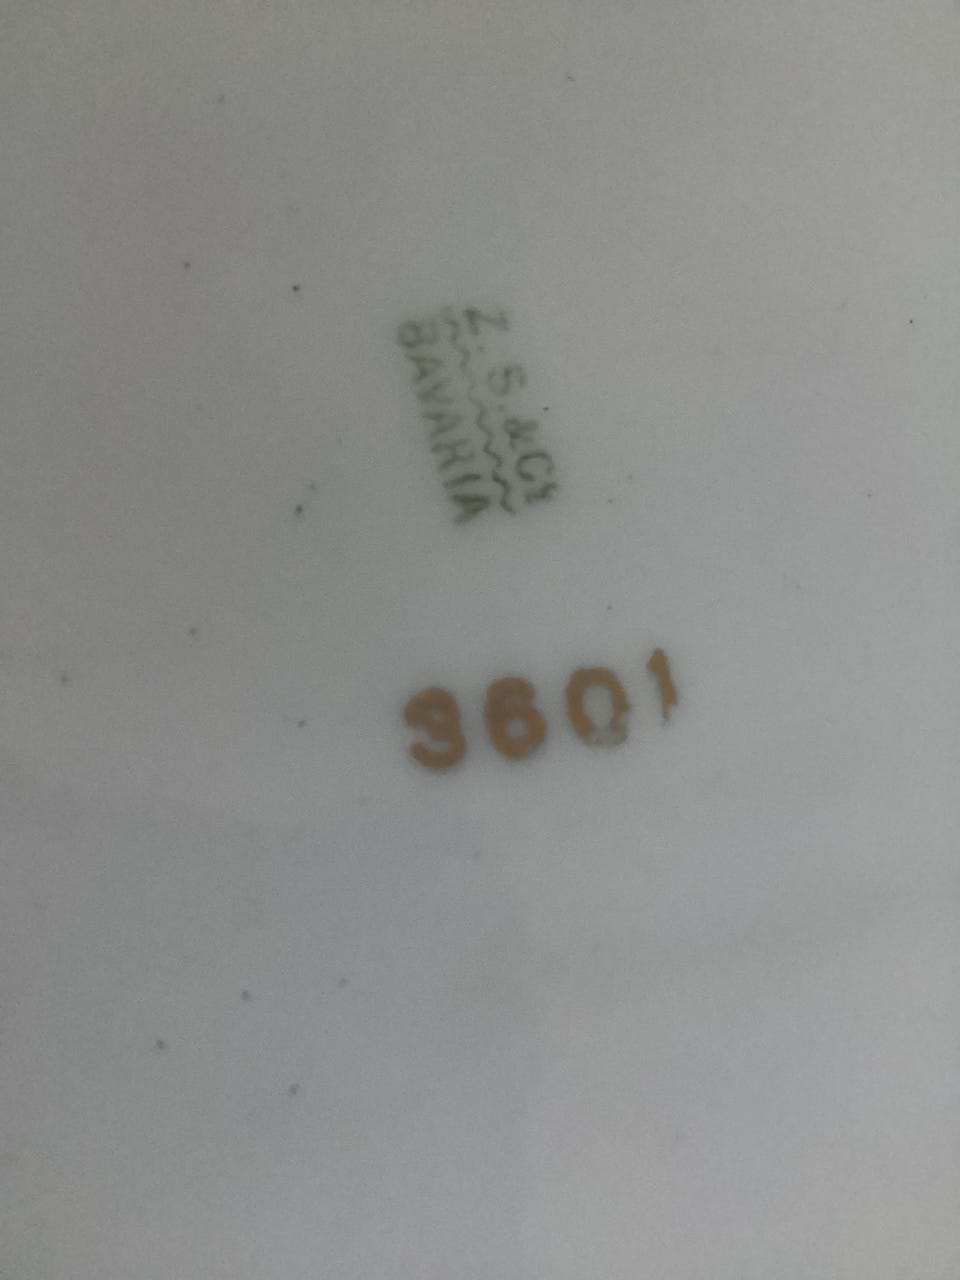 Z. S. & Co
BAVARIA
3601